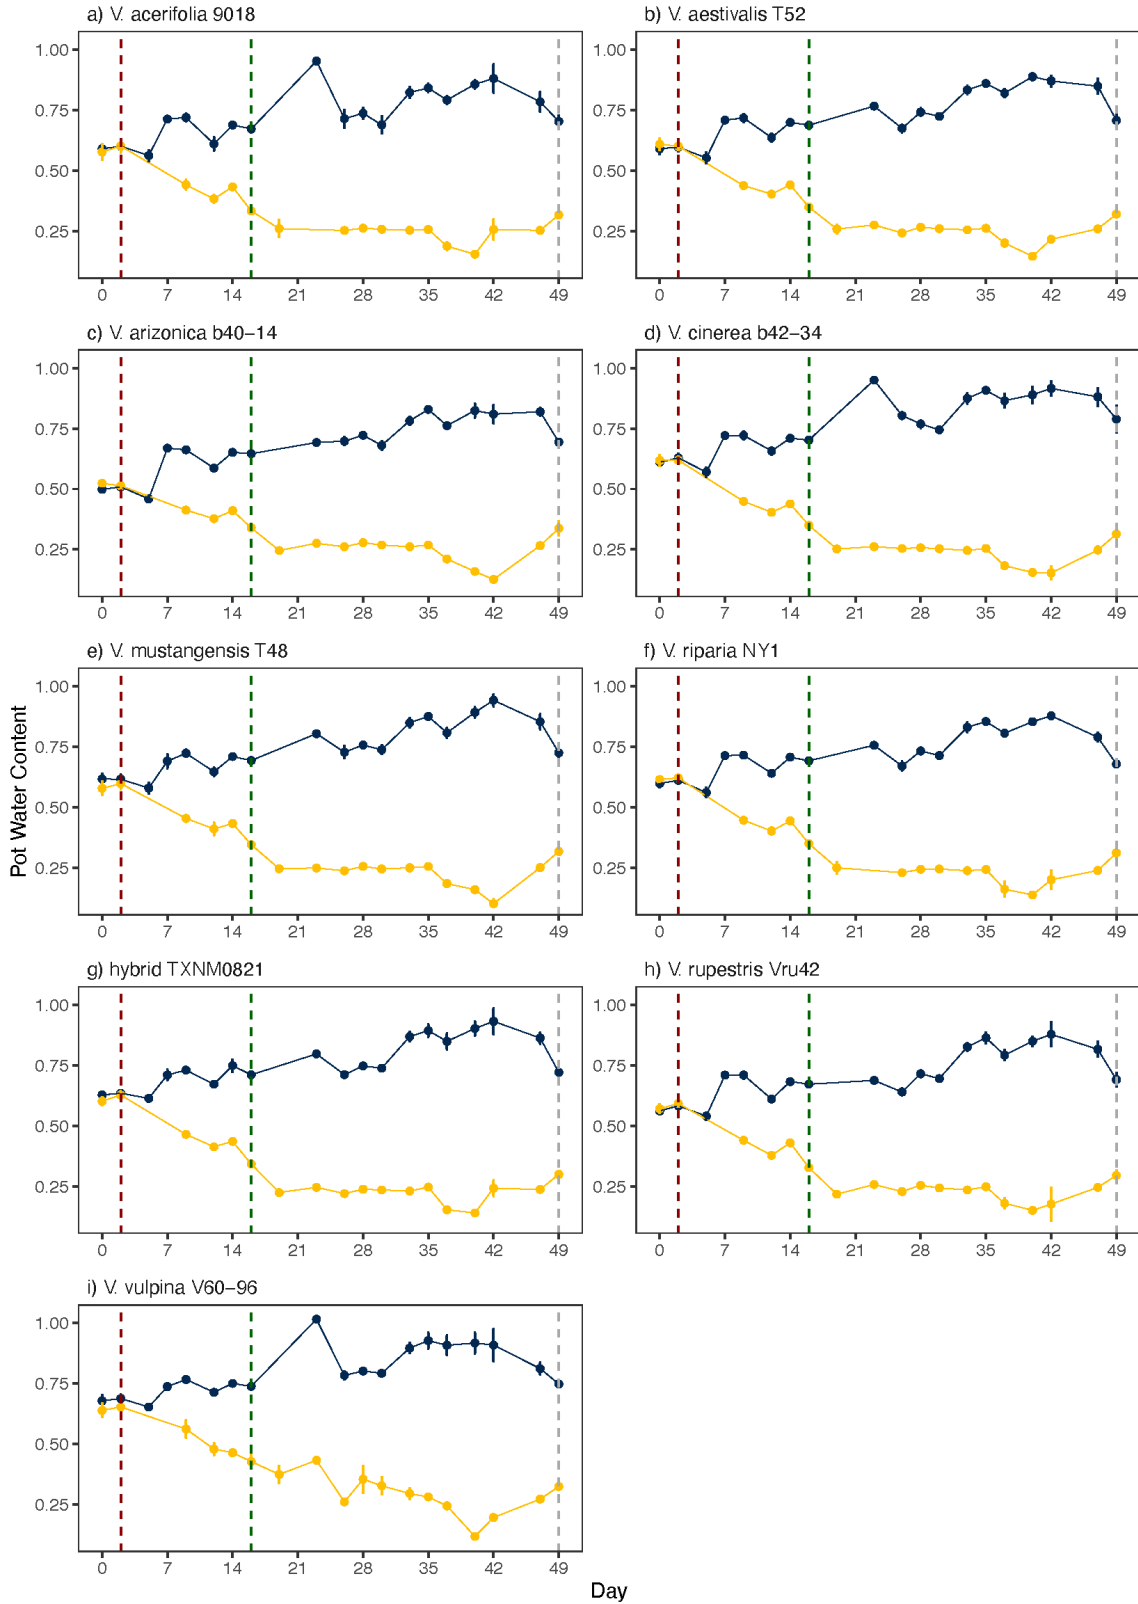 a) V. acerifolia 9018
b) V. aestivalis T52
1.00
0.75
0.50
0.25
0 7 14 21 28 35 42 49
1.00
0.75
0.50
0.25
0 7 14 21 28 35 42 49
c) V. arizonica b40-14
d) V. cinerea b42-34
1.00
0.75
0.50
0.25
0 7 14 21 28 35 42 49
1.00
0.75
0.50
0.25
0 7 14 21 28 35 42 49
e) V. mustangensis T48
f) V. riparia NY1
1.00
0.75
0.50
0.25
0 7 14 21 28 35 42 49
1.00
0.75
0.50
0.25
0 7 14 21 28 35 42 49
Pot Water Content
g) hybrid TXNM0821
h) V. rupestris Vru42
1.00
0.75
0.50
0.25
0 7 14 21 28 35 42 49
1.00
0.75
0.50
0.25
0 7 14 21 28 35 42 49
i) V. vulpina V60-96
1.00
0.75
0.50
0.25
0 7 14 21 28 35 42 49
Day